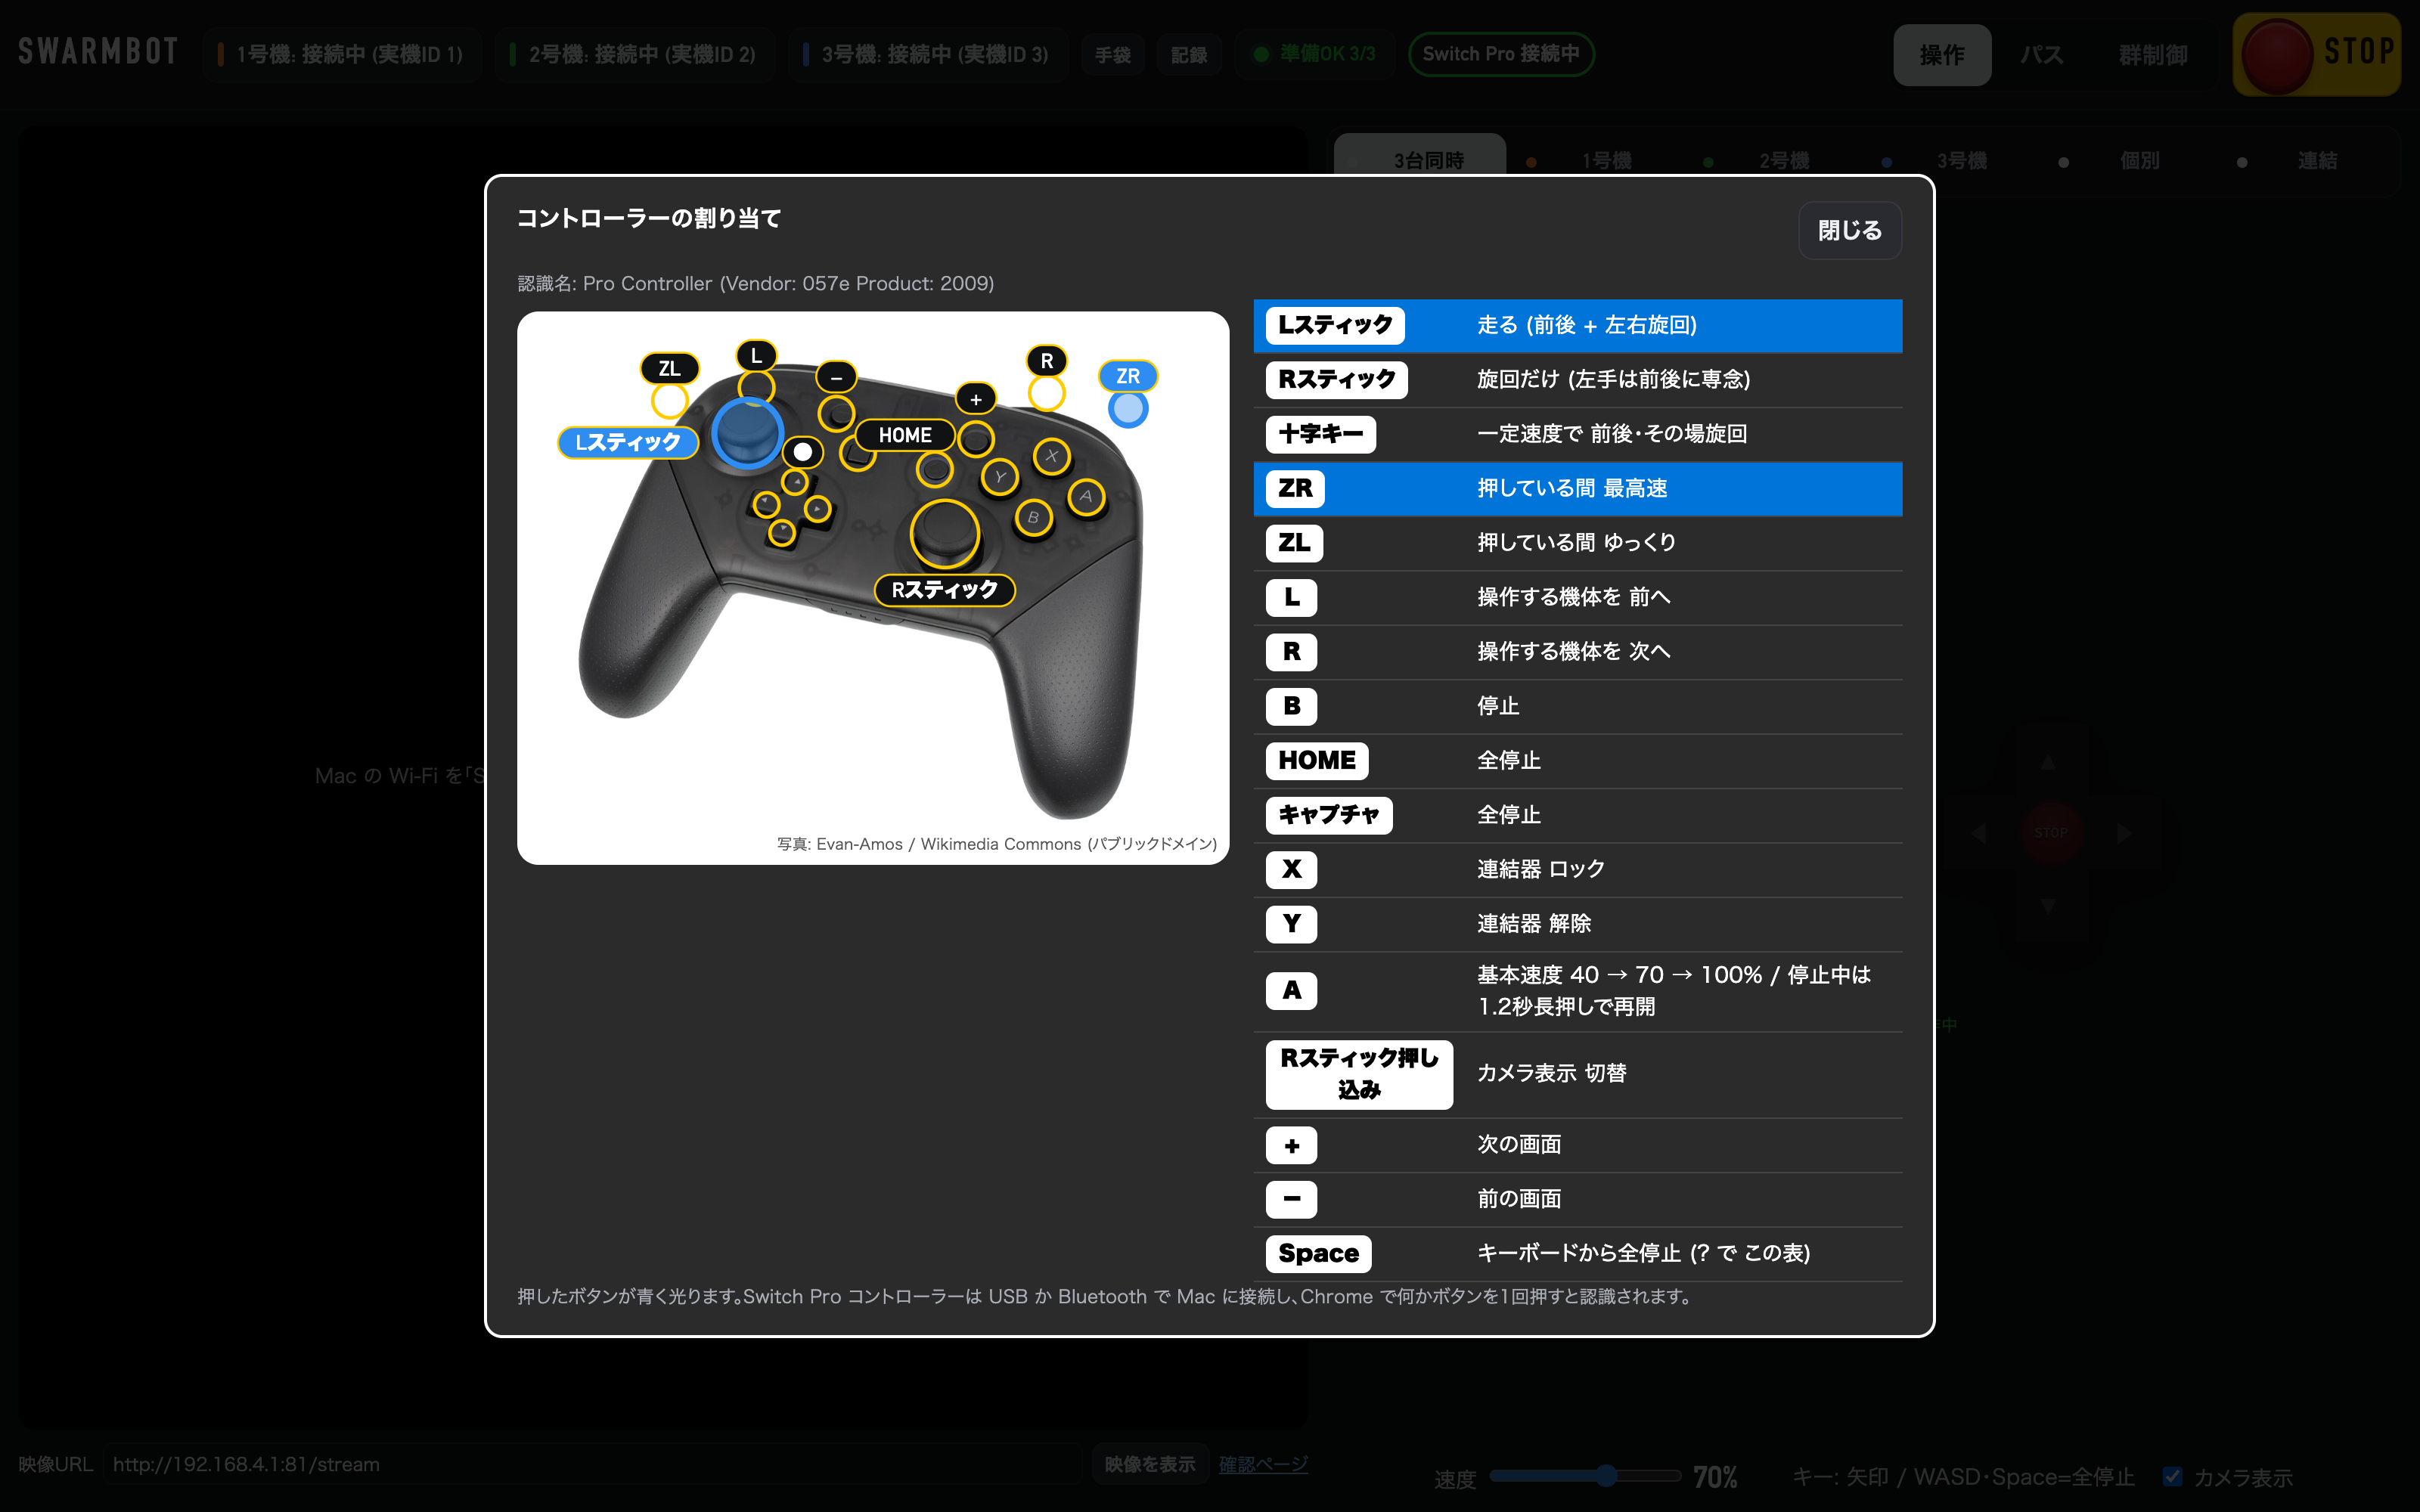 SWARMBOT
1号機: 接続中 (実機ID 1)
2号機: 接続中 (実機ID 2)
3号機: 接続中 (実機ID 3)
手袋
記録
準備OK 3/3
Switch Pro 接続中
操作
パス
群制御
STOP
3台同時
1号機
2号機
3号機
個別
連結
コントローラーの割り当て
閉じる
認識名: Pro Controller (Vendor: 057e Product: 2009)
ZL
L
−
+
R
ZR
Lスティック
HOME
X
Y
A
B
Rスティック
写真: Evan-Amos / Wikimedia Commons (パブリックドメイン)
Lスティック 走る (前後 + 左右旋回)
Rスティック 旋回だけ (左手は前後に専念)
十字キー 一定速度で 前後・その場旋回
ZR 押している間 最高速
ZL 押している間 ゆっくり
L 操作する機体を 前へ
R 操作する機体を 次へ
B 停止
HOME 全停止
キャプチャ 全停止
X 連結器 ロック
Y 連結器 解除
A 基本速度 40 → 70 → 100% / 停止中は
1.2秒長押しで再開
Rスティック押し
込み
カメラ表示 切替
+ 次の画面
− 前の画面
Space キーボードから全停止 (? で この表)
押したボタンが青く光ります。Switch Pro コントローラーは USB か Bluetooth で Mac に接続し、Chrome で何かボタンを1回押すと認識されます。
Mac の Wi-Fi を「S
STOP
中
映像URL
http://192.168.4.1:81/stream
映像を表示
確認ページ
速度
70%
キー: 矢印 / WASD・Space=全停止
カメラ表示